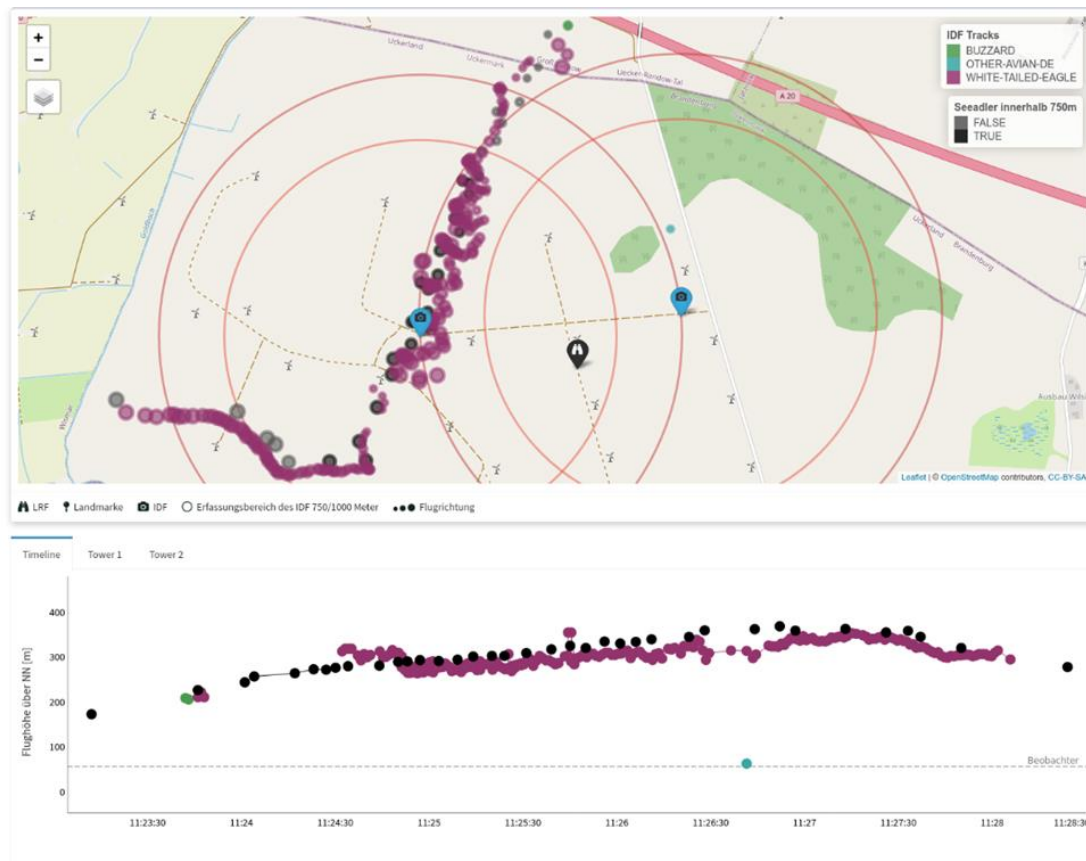 +
−
Uckerland
Uckermark
Uecker-Randow-Tal
Brandenburg
A 20
Goldbach
Uckerland
Brandenburg
IDF Tracks
BUZZARD
OTHER-AVIAN-DE
WHITE-TAILED-EAGLE
Seeadler innerhalb 750m
FALSE
TRUE
Leaflet | © OpenStreetMap contributors, CC-BY-SA
LRF Landmarke IDF Erfassungsbereich des IDF 750/1000 Meter Flugrichtung
Timeline Tower 1 Tower 2
Flughöhe über NN [m]
400
300
200
100
0
Beobachter
11:23:30 11:24 11:24:30 11:25 11:25:30 11:26 11:26:30 11:27 11:27:30 11:28 11:28:30